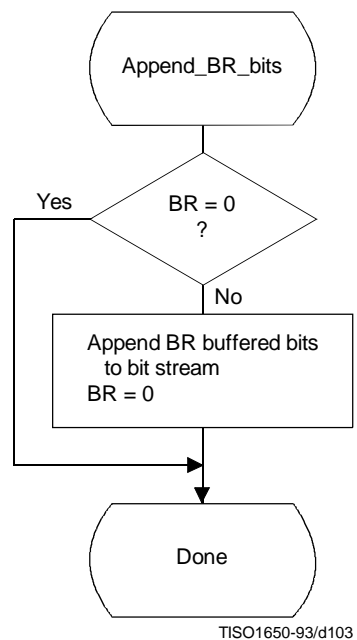 Append_BR_bits
Yes
BR = 0
?
No
Append BR buffered bits
to bit stream
BR = 0
Done
TISO1650-93/d103